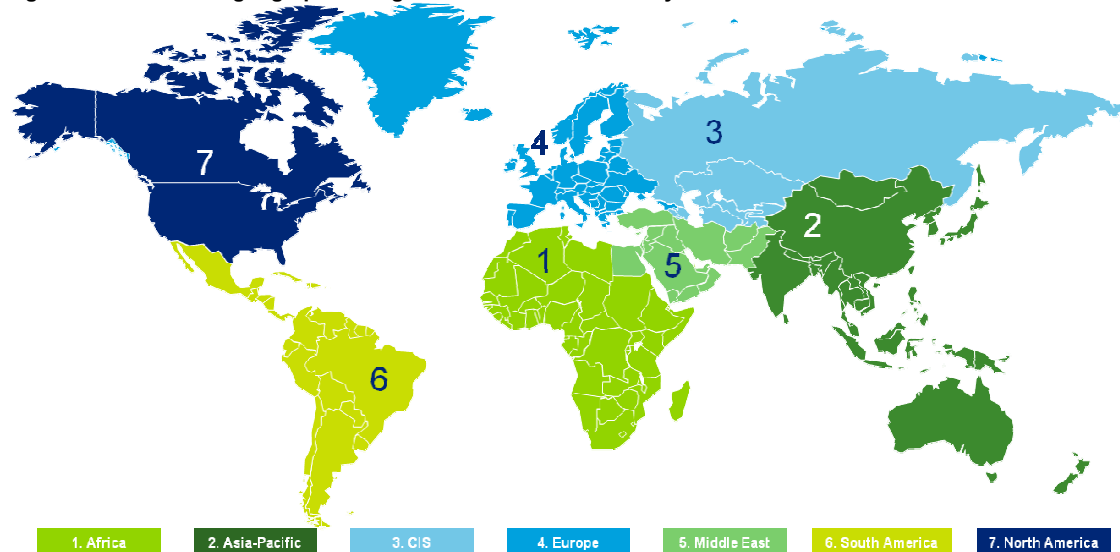 7
4
3
2
1
5
6
1. Africa
2. Asia-Pacific
3. CIS
4. Europe
5. Middle East
6. South America
7. North America